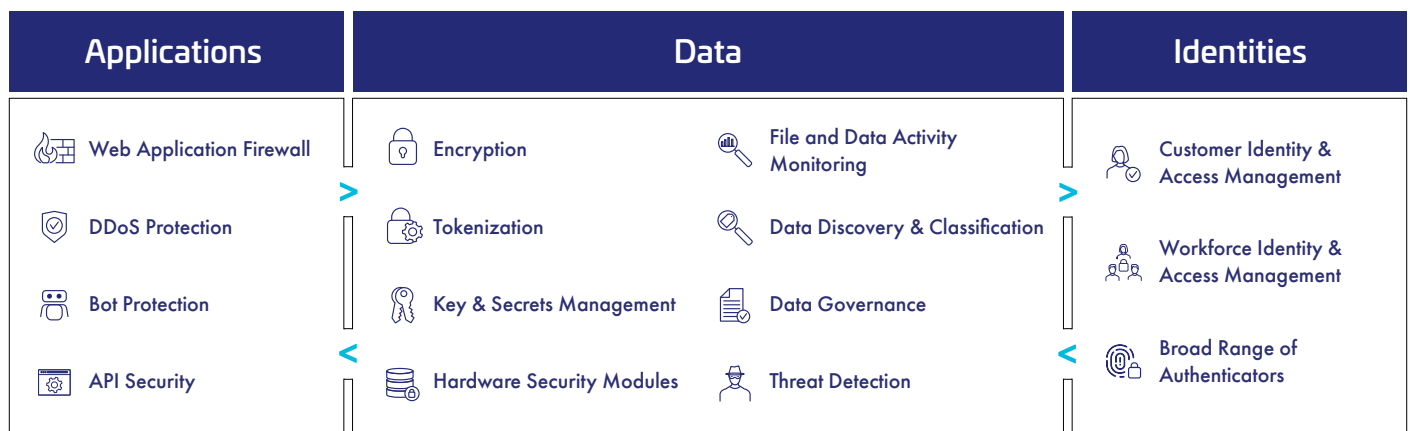 Applications
Data
Identities
Web Application Firewall
DDoS Protection
Bot Protection
API Security
>
<
Encryption
Tokenization
Key & Secrets Management
Hardware Security Modules
File and Data Activity
Monitoring
Data Discovery & Classification
Data Governance
Threat Detection
>
<
Customer Identity &
Access Management
Workforce Identity &
Access Management
Broad Range of
Authenticators